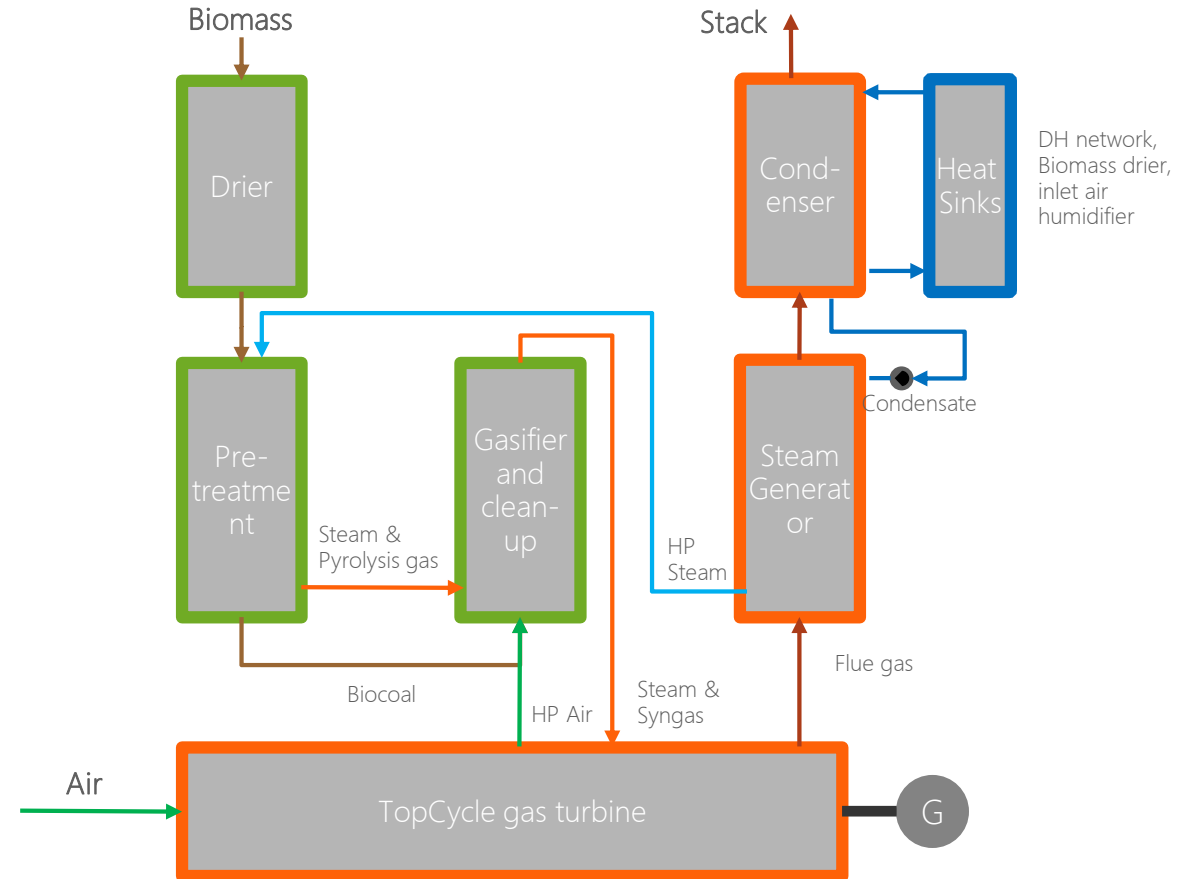 Biomass
Stack
Drier
Cond-
enser
Heat
Sinks
DH network,
Biomass drier,
inlet air
humidifier
Condensate
Pre-
treatme
nt
Gasifier
and
clean-
up
Steam
Generat
or
Steam &
Pyrolysis gas
HP
Steam
Biocoal
HP Air
Steam &
Syngas
Flue gas
Air
TopCycle gas turbine
G